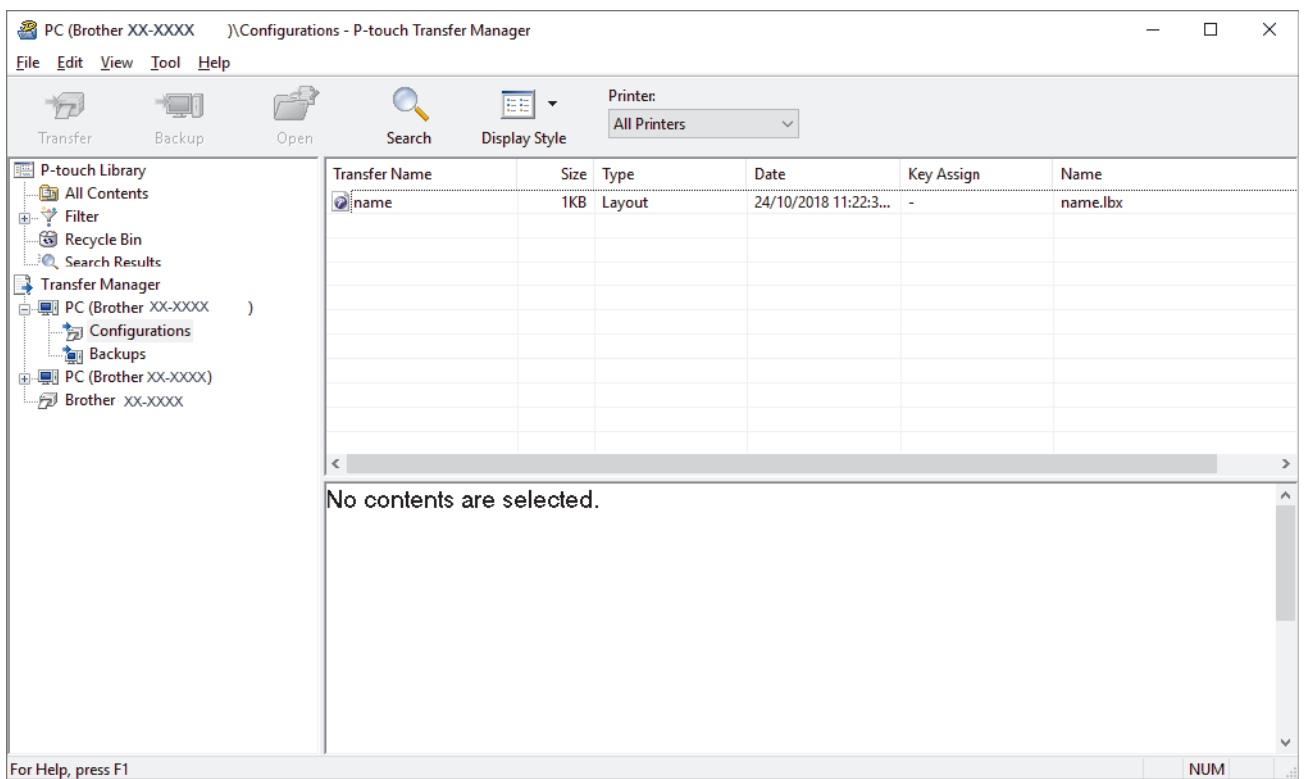 PC (Brother XX-XXXX )\Configurations - P-touch Transfer Manager
File Edit View Tool Help
Transfer Backup Open Search Display Style
Printer:
All Printers
P-touch Library
All Contents
Filter
Recycle Bin
Search Results
Transfer Manager
PC (Brother XX-XXXX )
Configurations
Backups
PC (Brother XX-XXXX)
Brother XX-XXXX
Transfer Name Size Type Date Key Assign Name
name 1KB Layout 24/10/2018 11:22:3... - name.lbx
No contents are selected.
For Help, press F1 NUM